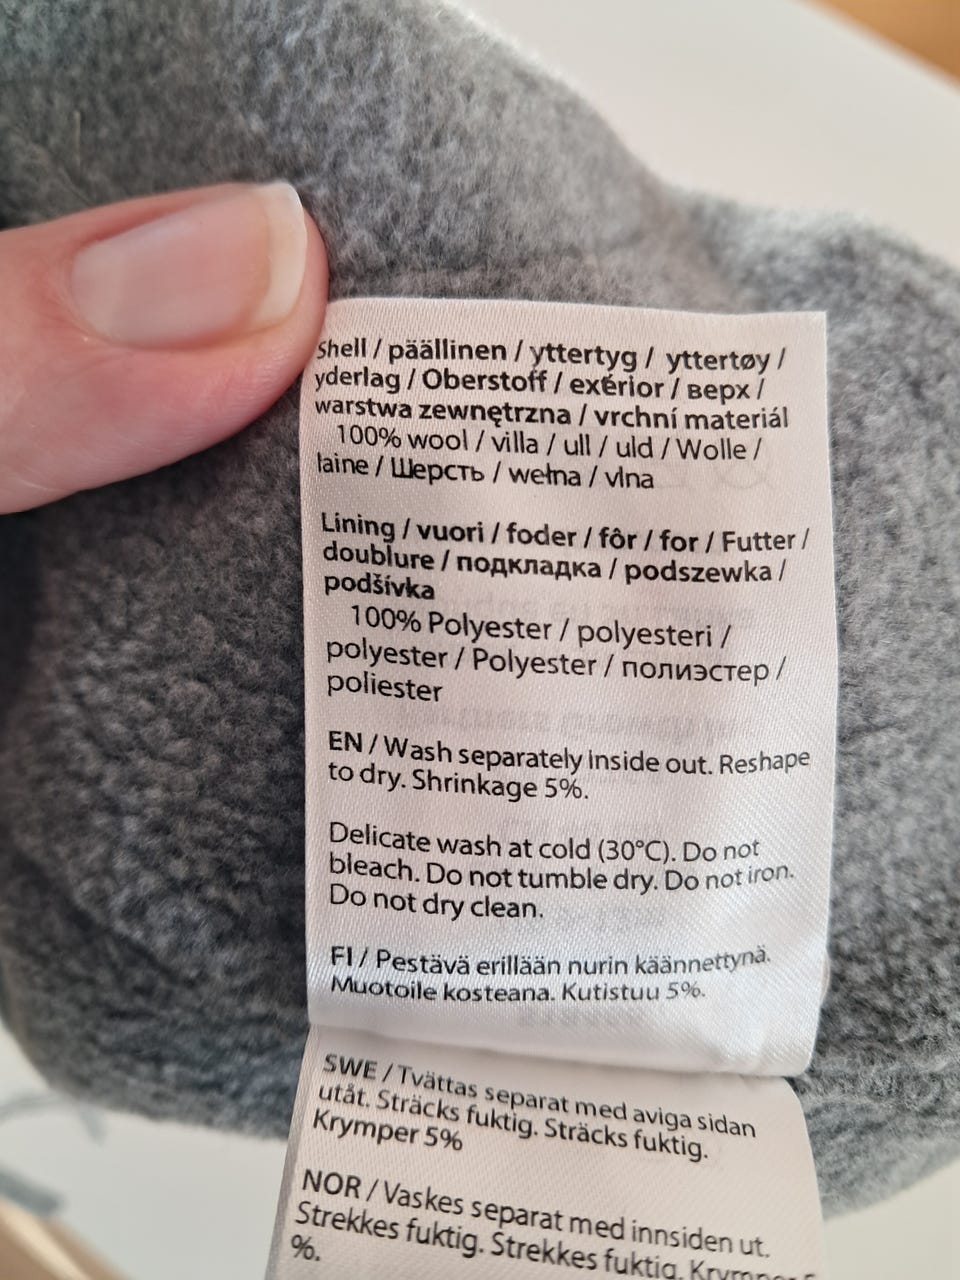 Shell / päällinen / yttertyg / yttertøy /
yderlag / Oberstoff / extérior / верх /
warstwa zewnętrzna / vrchní materiál
100% wool / villa / ull / uld / Wolle /
laine / Шерсть / wełna / vlna
Lining / vuori / foder / fôr / for / Futter /
doublure / подкладка / podszewka /
podšívka
100% Polyester / polyesteri /
polyester / Polyester / полиэстер /
poliester
EN / Wash separately inside out. Reshape
to dry. Shrinkage 5%.
Delicate wash at cold (30°C). Do not
bleach. Do not tumble dry. Do not iron.
Do not dry clean.
FI / Pestävä erillään nurin käännettynä.
Muotoile kosteana. Kutistuu 5%.
SWE / Tvättas separat med aviga sidan
utåt. Sträcks fuktig. Sträcks fuktig.
Krymper 5%
NOR / Vaskes separat med innsiden ut.
Strekkes fuktig. Strekkes fuktig.
%.